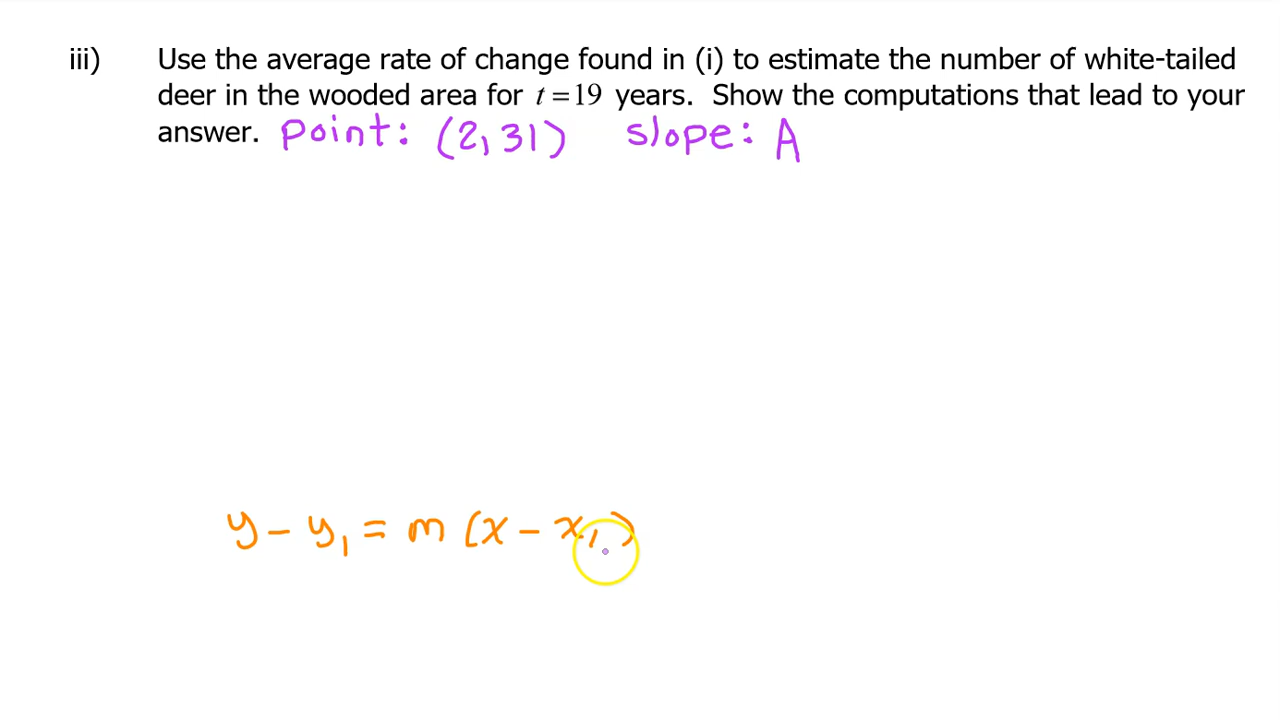 iii) Use the average rate of change found in (i) to estimate the number of white-tailed
deer in the wooded area for t = 19 years. Show the computations that lead to your
answer. point: (2, 31) slope: A
y - y₁ = m (x - x₁)